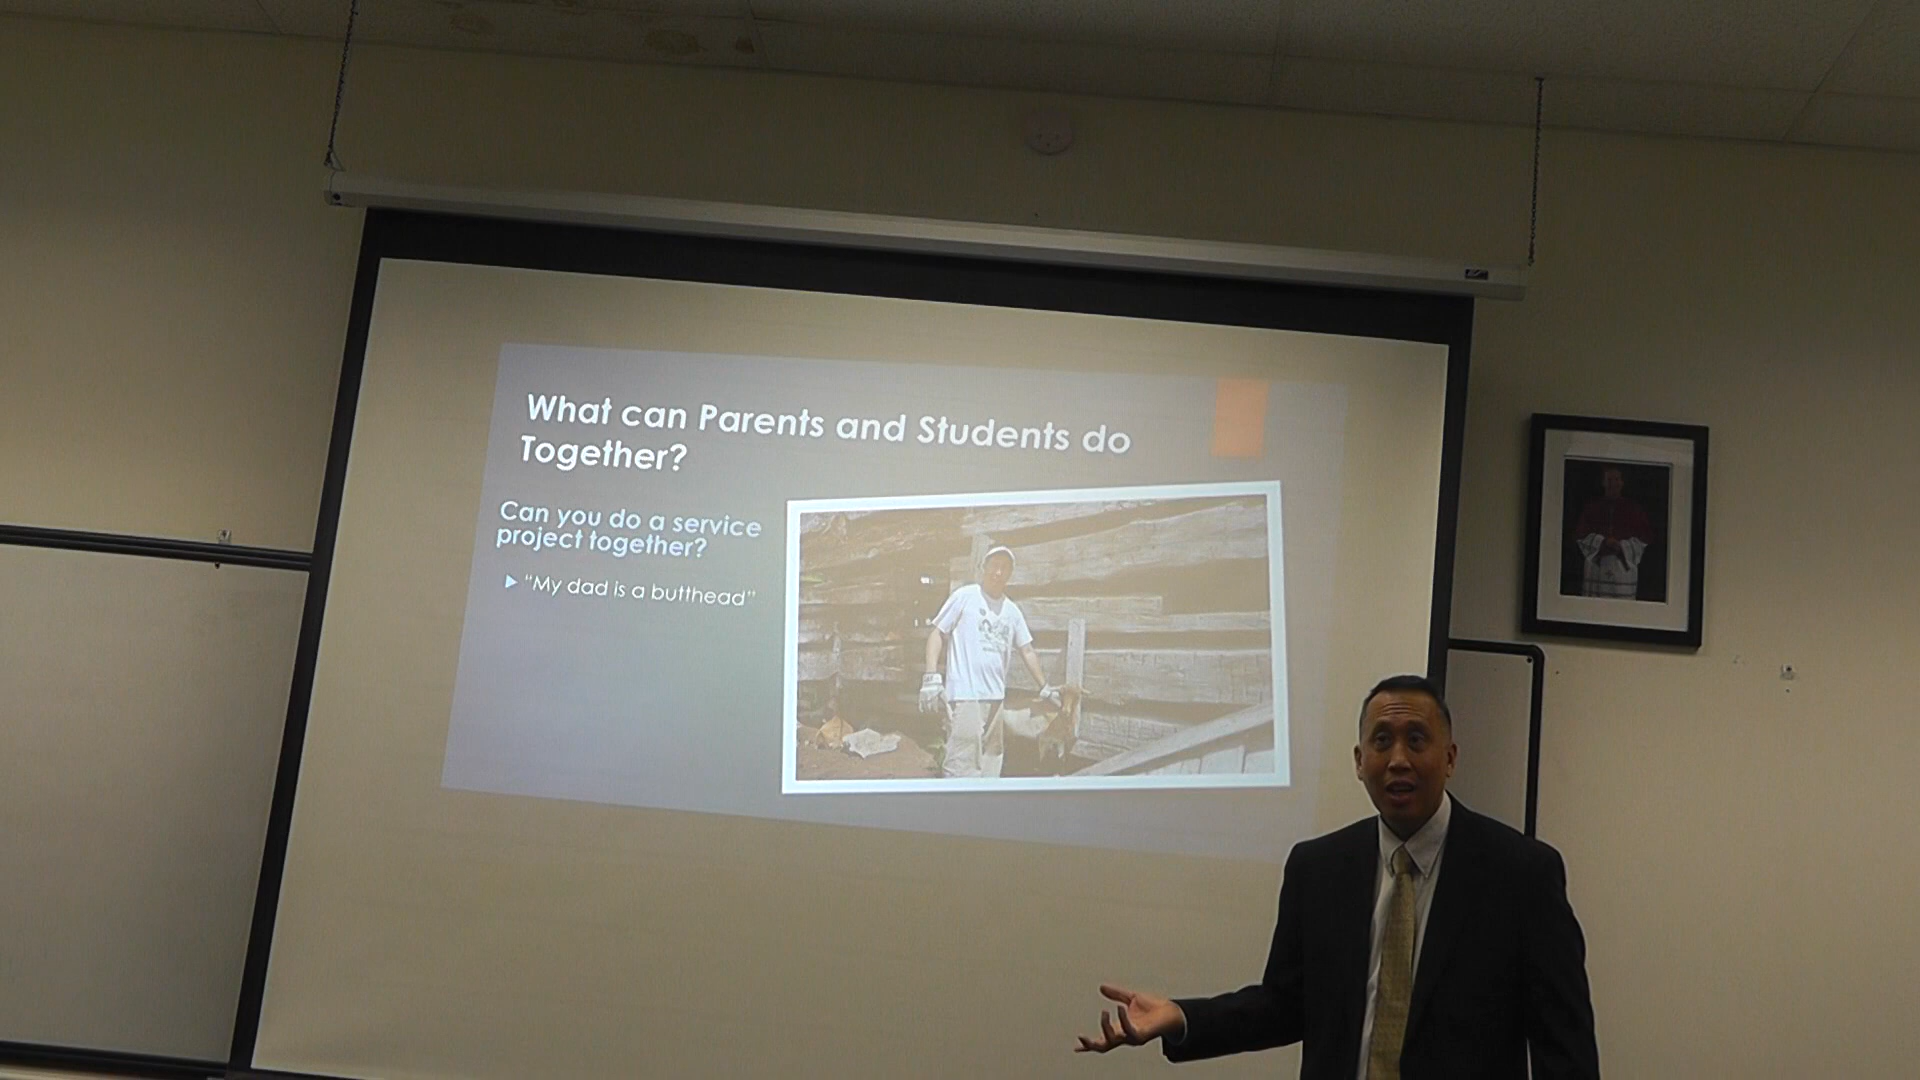 What can Parents and Students do
Together?
Can you do a service
project together?
"My dad is a butthead"